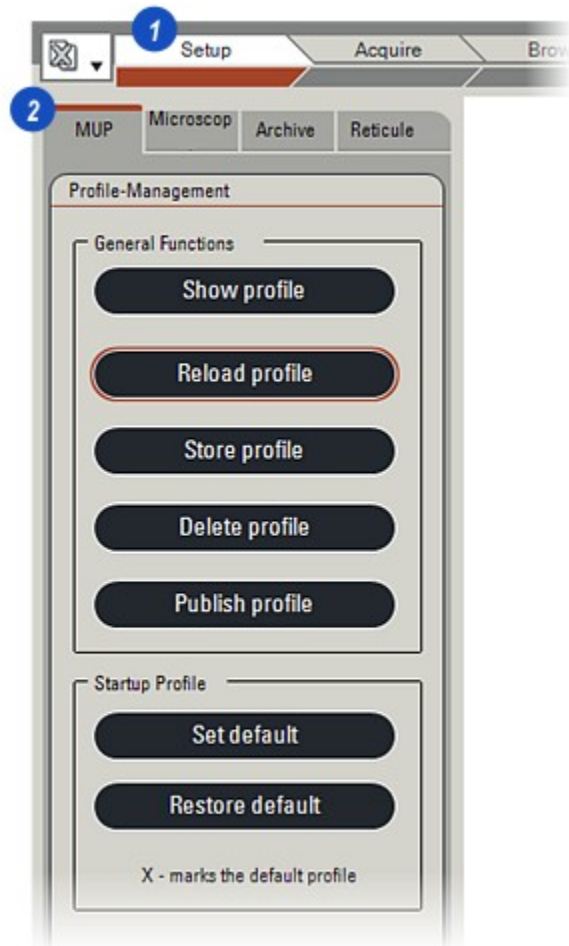 1
Setup
Acquire
Brow
2
MUP
Microscop
Archive
Reticule
Profile-Management
General Functions
Show profile
Reload profile
Store profile
Delete profile
Publish profile
Startup Profile
Set default
Restore default
X - marks the default profile